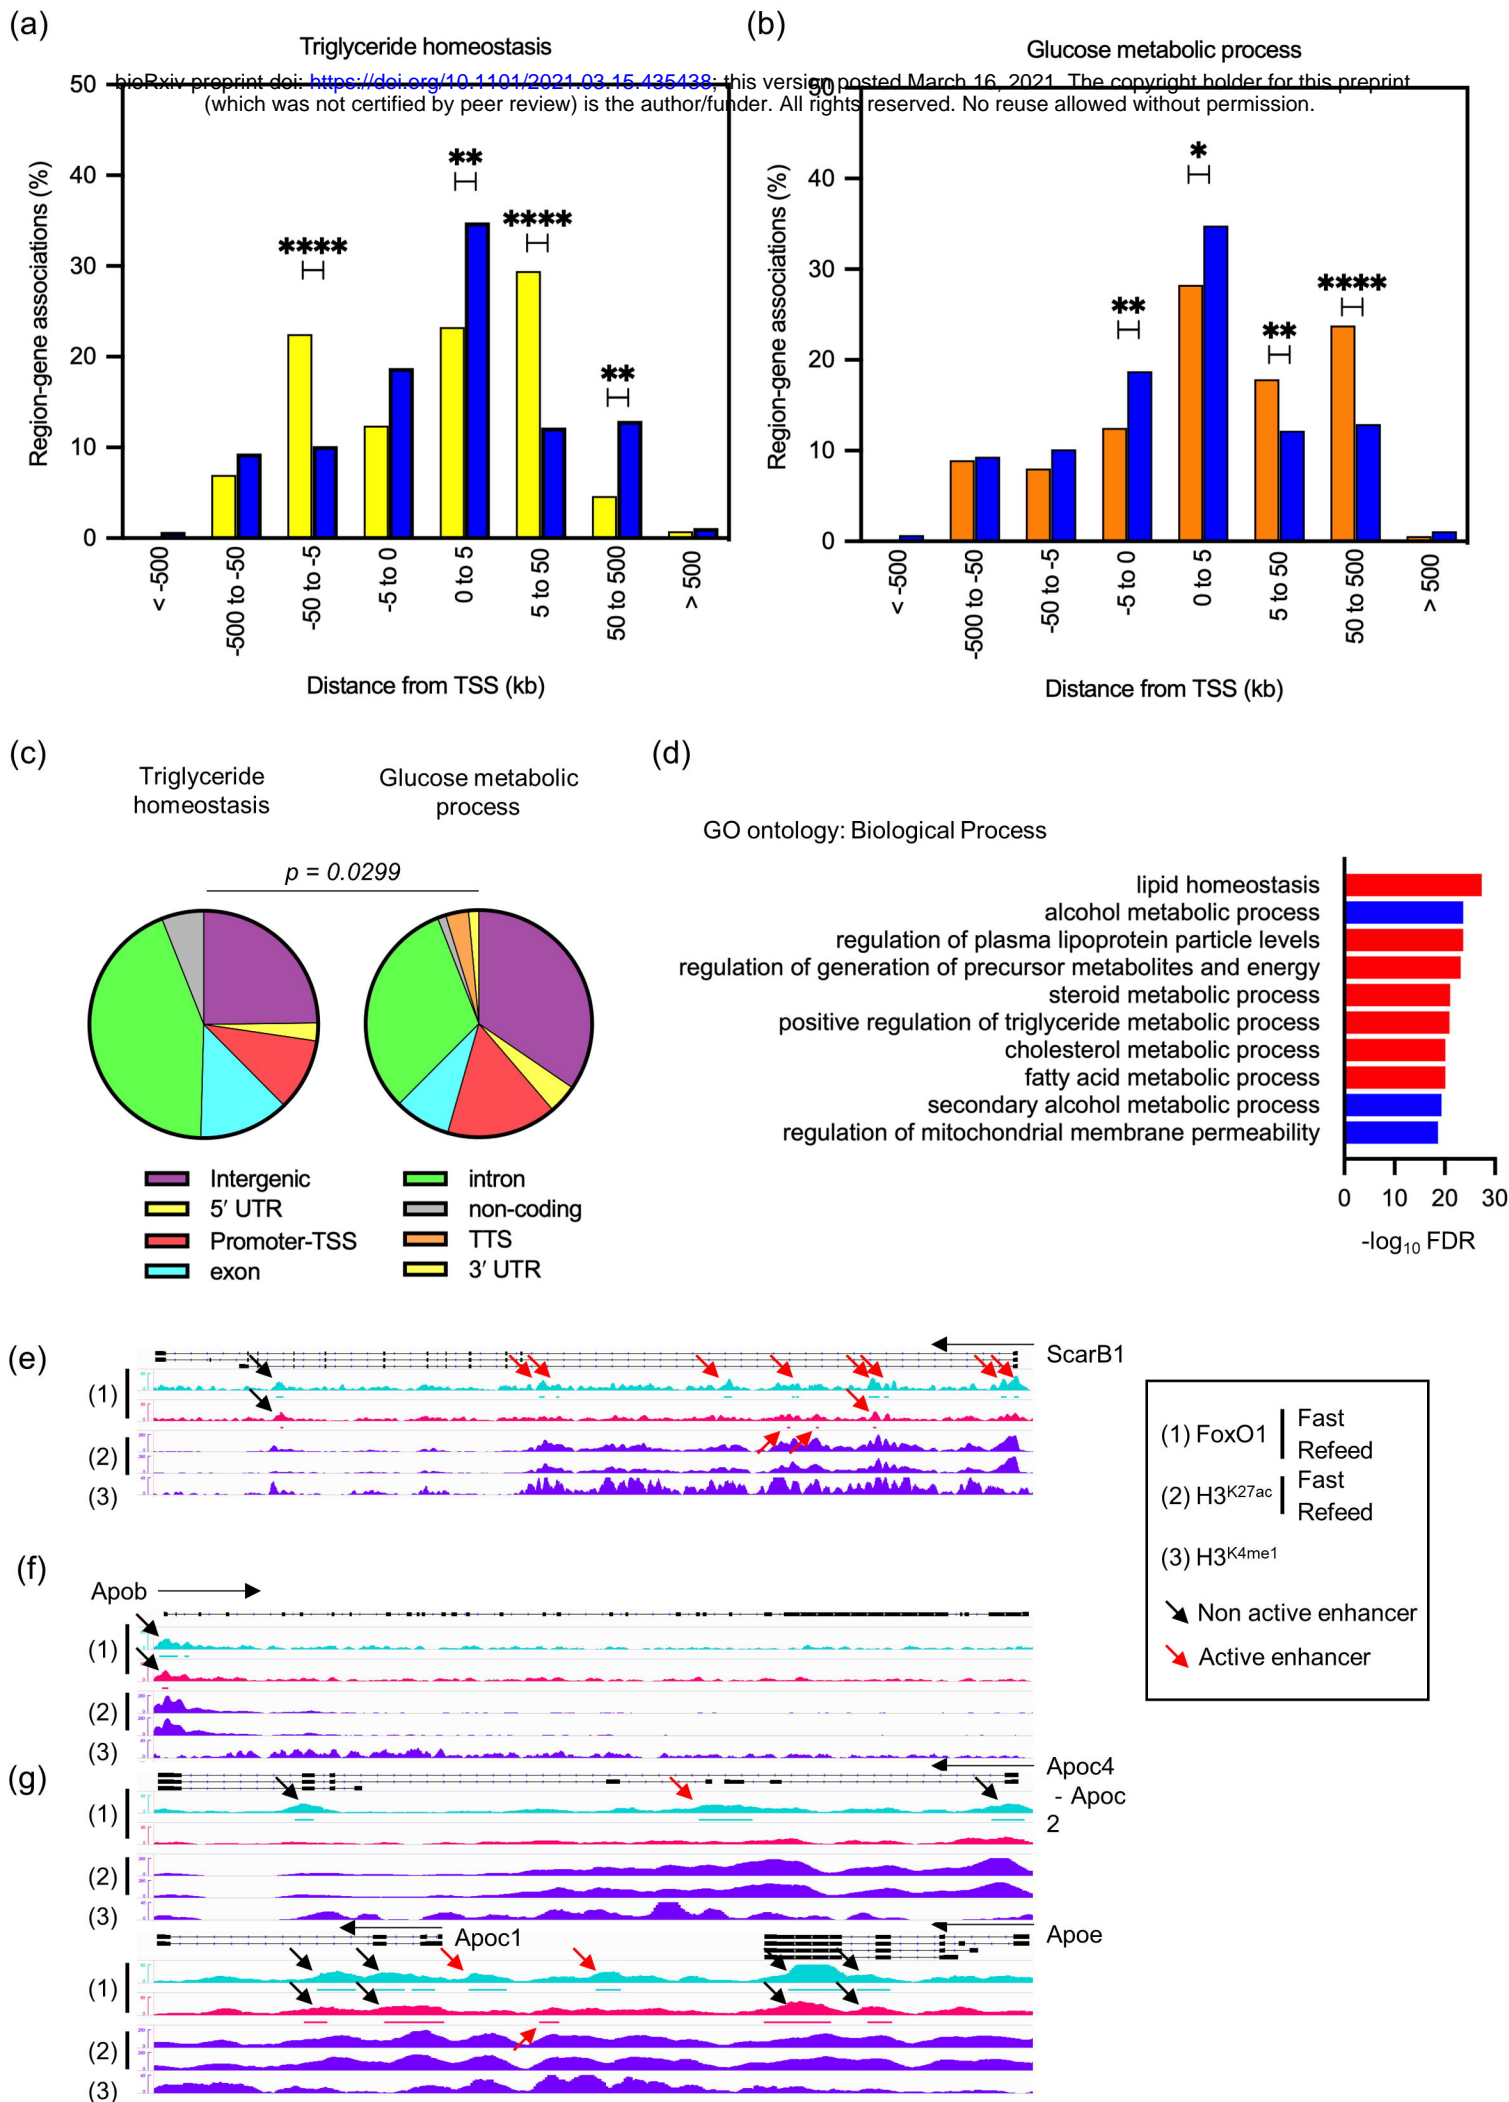 (a)
(b)
Triglyceride homeostasis
Glucose metabolic process
bioRxiv preprint doi: https://doi.org/10.1101/2021.03.15.435438; this version posted March 16, 2021. The copyright holder for this preprint
(which was not certified by peer review) is the author/funder. All rights reserved. No reuse allowed without permission.
Region-gene associations (%)
50
40
30
20
10
0
**
****
****
**
< -500
-500 to -50
-50 to -5
-5 to 0
0 to 5
5 to 50
50 to 500
> 500
Distance from TSS (kb)
Region-gene associations (%)
50
40
30
20
10
0
*
**
**
****
< -500
-500 to -50
-50 to -5
-5 to 0
0 to 5
5 to 50
50 to 500
> 500
Distance from TSS (kb)
(c)
Triglyceride
homeostasis
Glucose metabolic
process
p = 0.0299
Intergenic
5′ UTR
Promoter-TSS
exon
intron
non-coding
TTS
3′ UTR
(d)
GO ontology: Biological Process
lipid homeostasis
alcohol metabolic process
regulation of plasma lipoprotein particle levels
regulation of generation of precursor metabolites and energy
steroid metabolic process
positive regulation of triglyceride metabolic process
cholesterol metabolic process
fatty acid metabolic process
secondary alcohol metabolic process
regulation of mitochondrial membrane permeability
0 10 20 30
-log10 FDR
(e)
ScarB1
(1)
(2)
(3)
(1) FoxO1
Fast
Refeed
(2) H3K27ac
Fast
Refeed
(3) H3K4me1
Non active enhancer
Active enhancer
(f)
Apob
(1)
(2)
(3)
(g)
Apoc4
- Apoc
2
(1)
(2)
(3)
Apoc1
Apoe
(1)
(2)
(3)